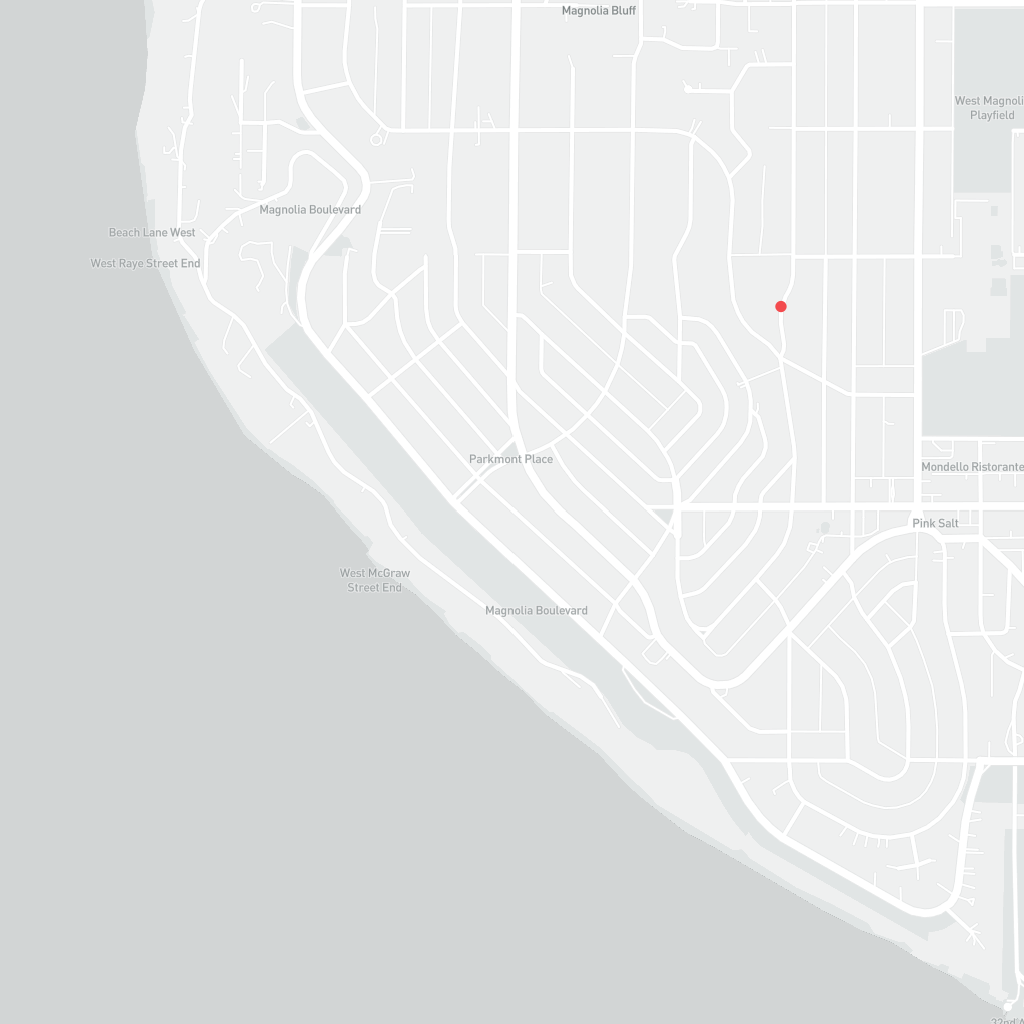 Magnolia Bluff
West Magnoli
Playfield
Magnolia Boulevard
Beach Lane West
West Raye Street End
Parkmont Place
Mondello Ristorante
Pink Salt
West McGraw
Street End
Magnolia Boulevard
32nd A